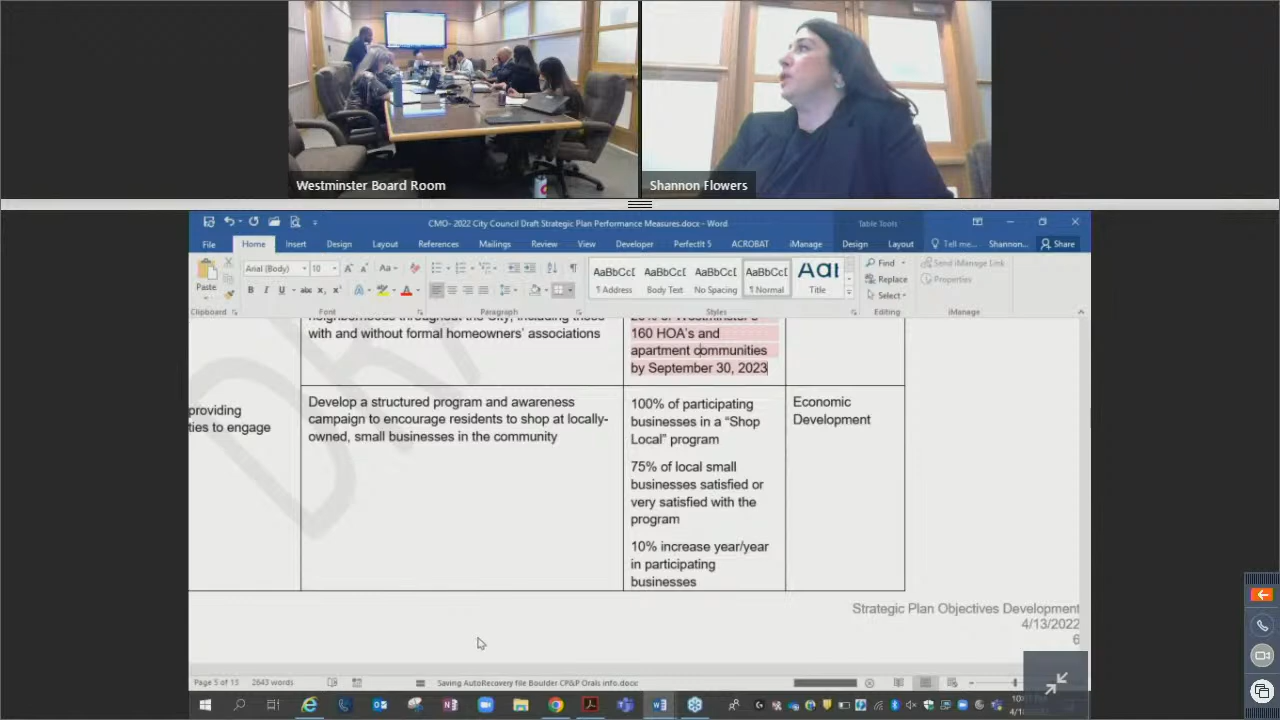 Westminster Board Room
Shannon Flowers
CMO- 2022 City Council Draft Strategic Plan Performance Measures.docx - Word
Table Tools
File Home Insert Design Layout References Mailings Review View Developer PerfectIt 5 ACROBAT iManage Design Layout Tell me... Shannon... Share
Paste
Arial (Body) 10
AaBbCcI AaBbCcI AaBbCcI AaBbCcI AaI
¶ Address Body Text No Spacing ¶ Normal Title
Find
Replace
Select
Send iManage Link
Properties
Clipboard Font Paragraph Styles Editing iManage
with and without formal homeowners' associations
160 HOA's and
apartment communities
by September 30, 2023
providing
ties to engage
Develop a structured program and awareness
campaign to encourage residents to shop at locally-
owned, small businesses in the community
100% of participating
businesses in a “Shop
Local” program
75% of local small
businesses satisfied or
very satisfied with the
program
10% increase year/year
in participating
businesses
Economic
Development
Strategic Plan Objectives Development
4/13/2022
6
Page 5 of 13 2643 words Saving AutoRecovery file Boulder CP&P Orals info.docx: